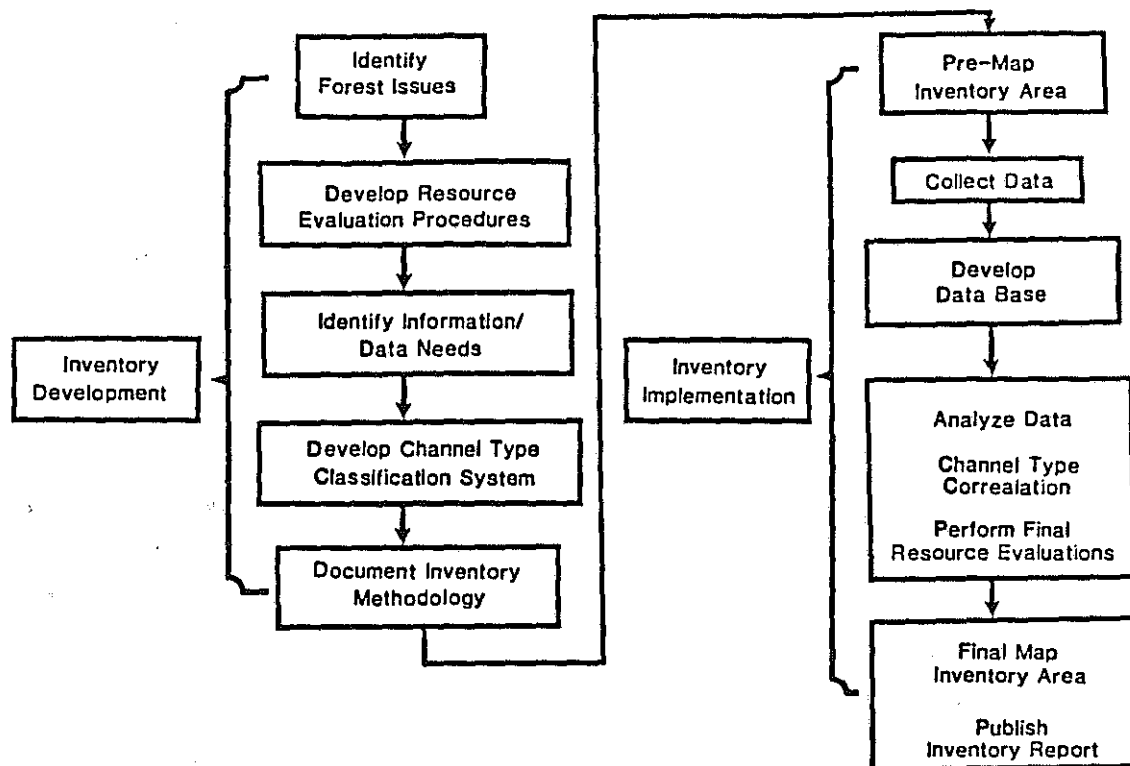 Identify
Forest Issues
Develop Resource
Evaluation Procedures
Identify Information/
Data Needs
Inventory
Development
Develop Channel Type
Classification System
Document Inventory
Methodology
Pre-Map
Inventory Area
Collect Data
Develop
Data Base
Inventory
Implementation
Analyze Data
Channel Type
Correalation
Perform Final
Resource Evaluations
Final Map
Inventory Area
Publish
Inventory Report